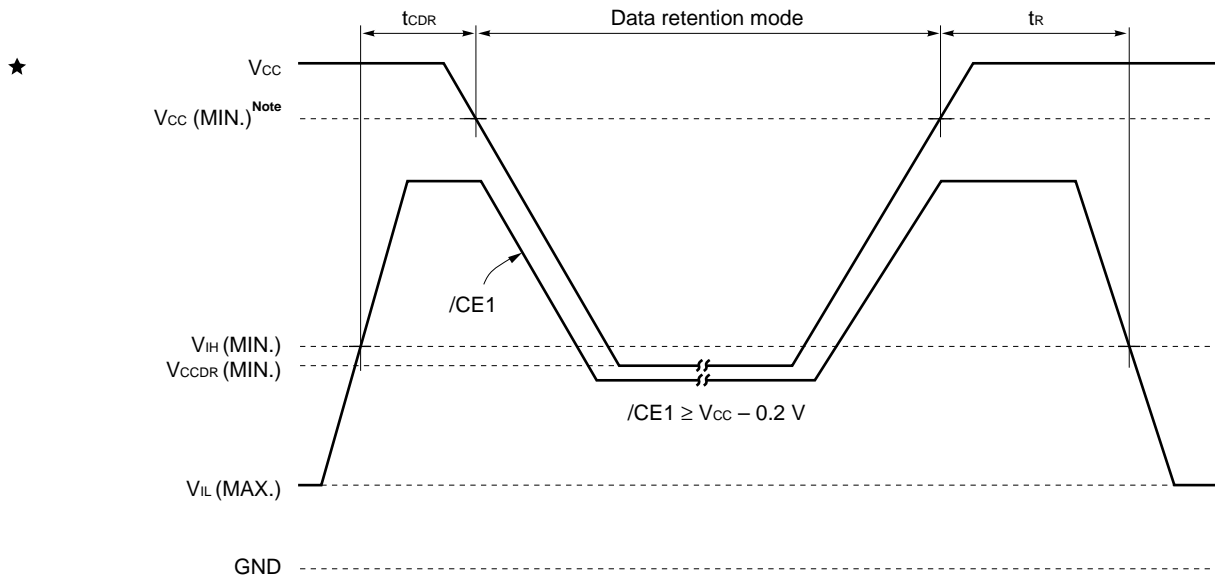 tCDR
Data retention mode
tR
★
VCC
VCC (MIN.)Note
/CE1
VIH (MIN.)
VCCDR (MIN.)
/CE1 ≥ VCC – 0.2 V
VIL (MAX.)
GND